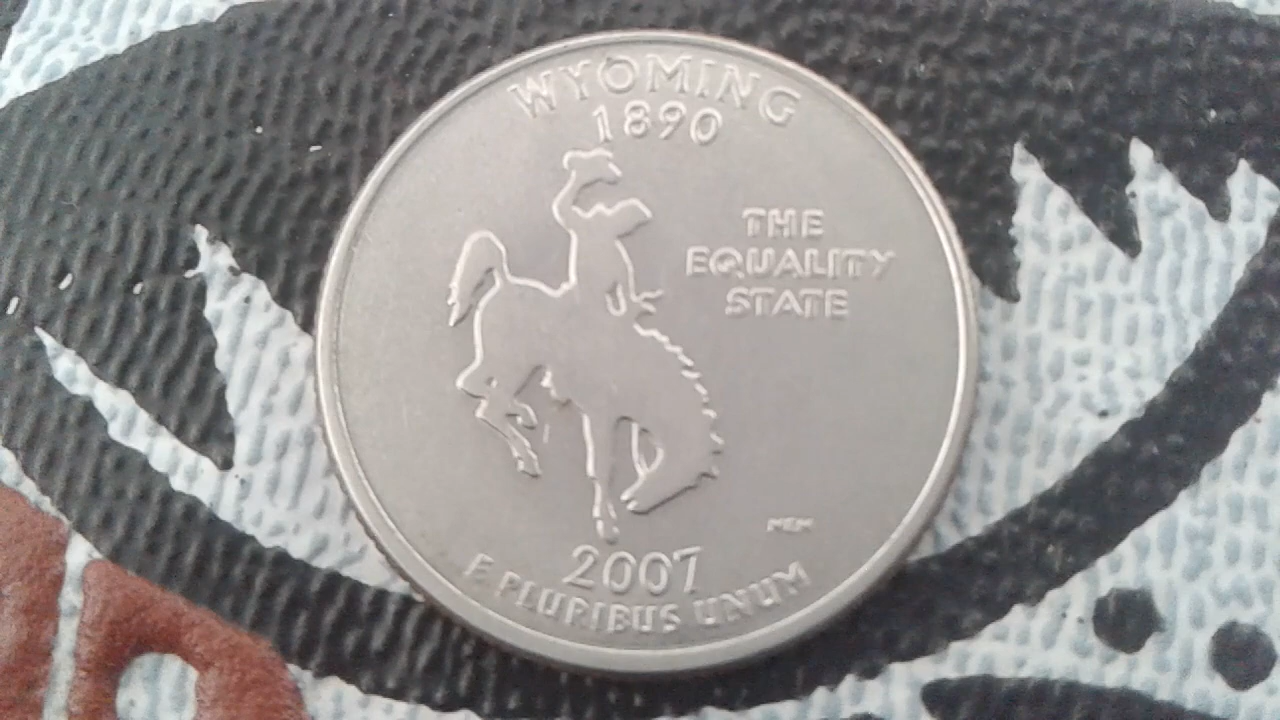 WYOMING
1890
THE
EQUALITY
STATE
MEM
2007
E PLURIBUS UNUM